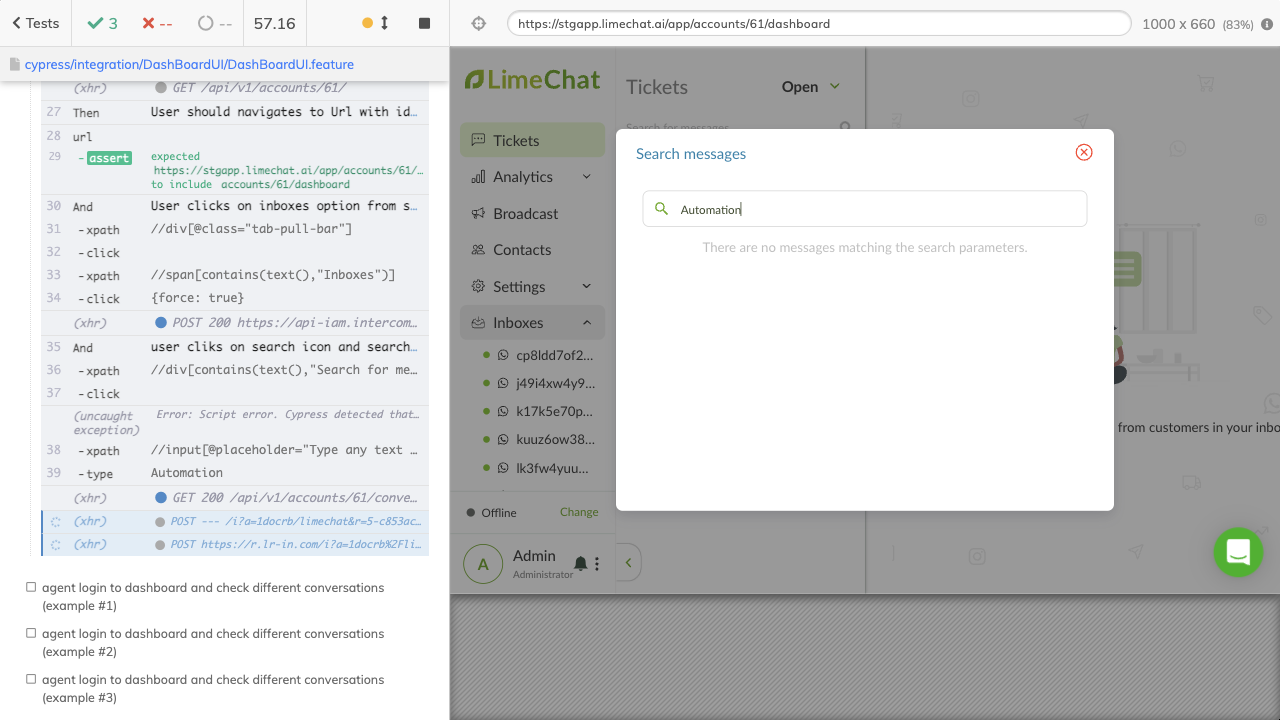 Tests
3
--
--
57.16
https://stgapp.limechat.ai/app/accounts/61/dashboard
1000 x 660 (83%)
cypress/integration/DashBoardUI/DashBoardUI.feature
(xhr) GET /api/v1/accounts/61/
27 Then User should navigates to Url with id…
28 url
29 - assert expected
https://stgapp.limechat.ai/app/accounts/61/…
to include accounts/61/dashboard
30 And User clicks on inboxes option from s…
31 - xpath //div[@class="tab-pull-bar"]
32 - click
33 - xpath //span[contains(text(),"Inboxes")]
34 - click {force: true}
(xhr) POST 200 https://api-iam.intercom…
35 And user cliks on search icon and search…
36 - xpath //div[contains(text(),"Search for me…
37 - click
(uncaught exception) Error: Script error. Cypress detected that…
38 - xpath //input[@placeholder="Type any text …
39 - type Automation
(xhr) GET 200 /api/v1/accounts/61/conve…
(xhr) POST --- /i?a=1docrb/limechat&r=5-c853ac…
(xhr) POST https://r.lr-in.com/i?a=1docrb%2Fli…
agent login to dashboard and check different conversations
(example #1)
agent login to dashboard and check different conversations
(example #2)
agent login to dashboard and check different conversations
(example #3)
LimeChat
Tickets
Analytics
Broadcast
Contacts
Settings
Inboxes
cp8ldd7of2...
j49i4xw4y9...
k17k5e70p...
kuuz6ow38...
lk3fw4yuu...
Offline
Change
A
Admin
Administrator
Tickets
Open
Search for messages
Search messages
Automation
There are no messages matching the search parameters.
from customers in your inbo